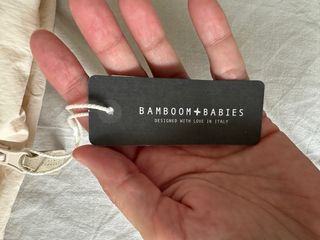 BAMBOOM+BABIES
DESIGNED WITH LOVE IN ITALY